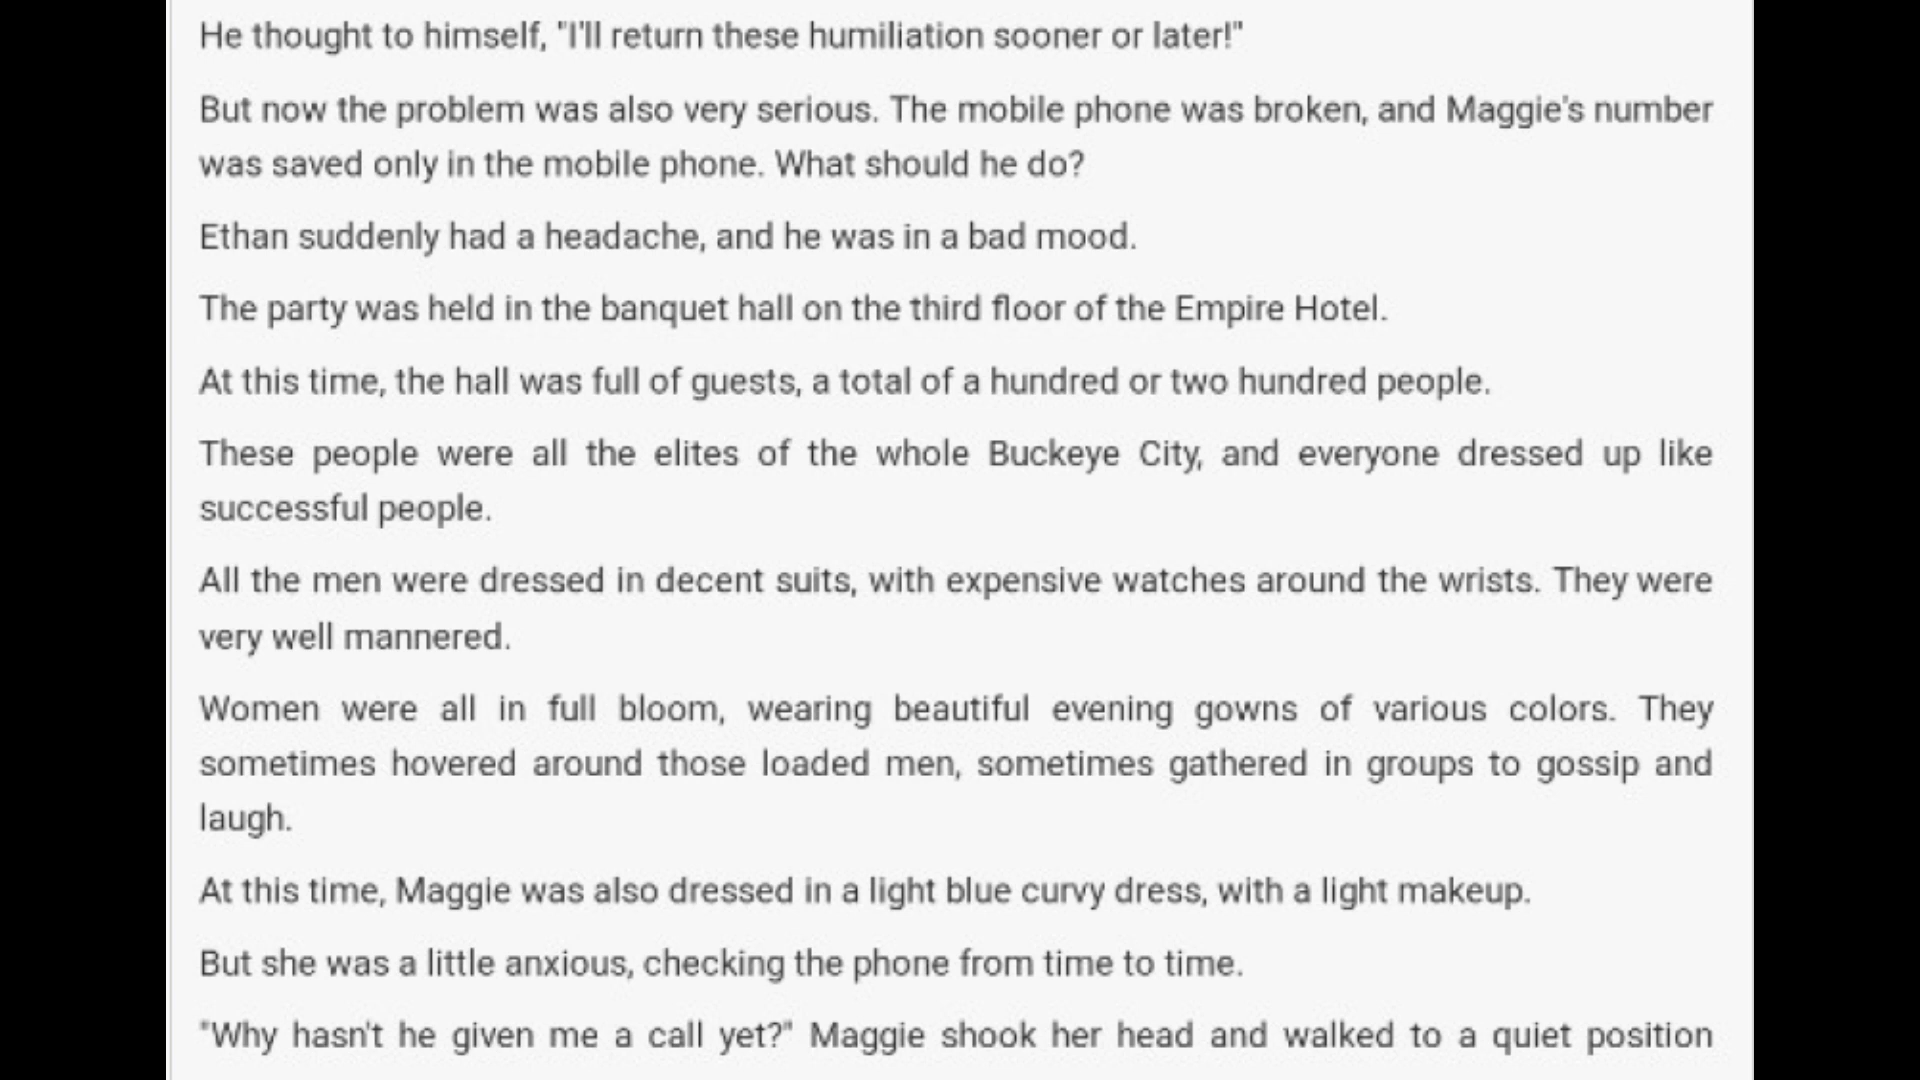 He thought to himself, "I'll return these humiliation sooner or later!"
But now the problem was also very serious. The mobile phone was broken, and Maggie's number
was saved only in the mobile phone. What should he do?
Ethan suddenly had a headache, and he was in a bad mood.
The party was held in the banquet hall on the third floor of the Empire Hotel.
At this time, the hall was full of guests, a total of a hundred or two hundred people.
These people were all the elites of the whole Buckeye City, and everyone dressed up like
successful people.
All the men were dressed in decent suits, with expensive watches around the wrists. They were
very well mannered.
Women were all in full bloom, wearing beautiful evening gowns of various colors. They
sometimes hovered around those loaded men, sometimes gathered in groups to gossip and
laugh.
At this time, Maggie was also dressed in a light blue curvy dress, with a light makeup.
But she was a little anxious, checking the phone from time to time.
"Why hasn't he given me a call yet?" Maggie shook her head and walked to a quiet position